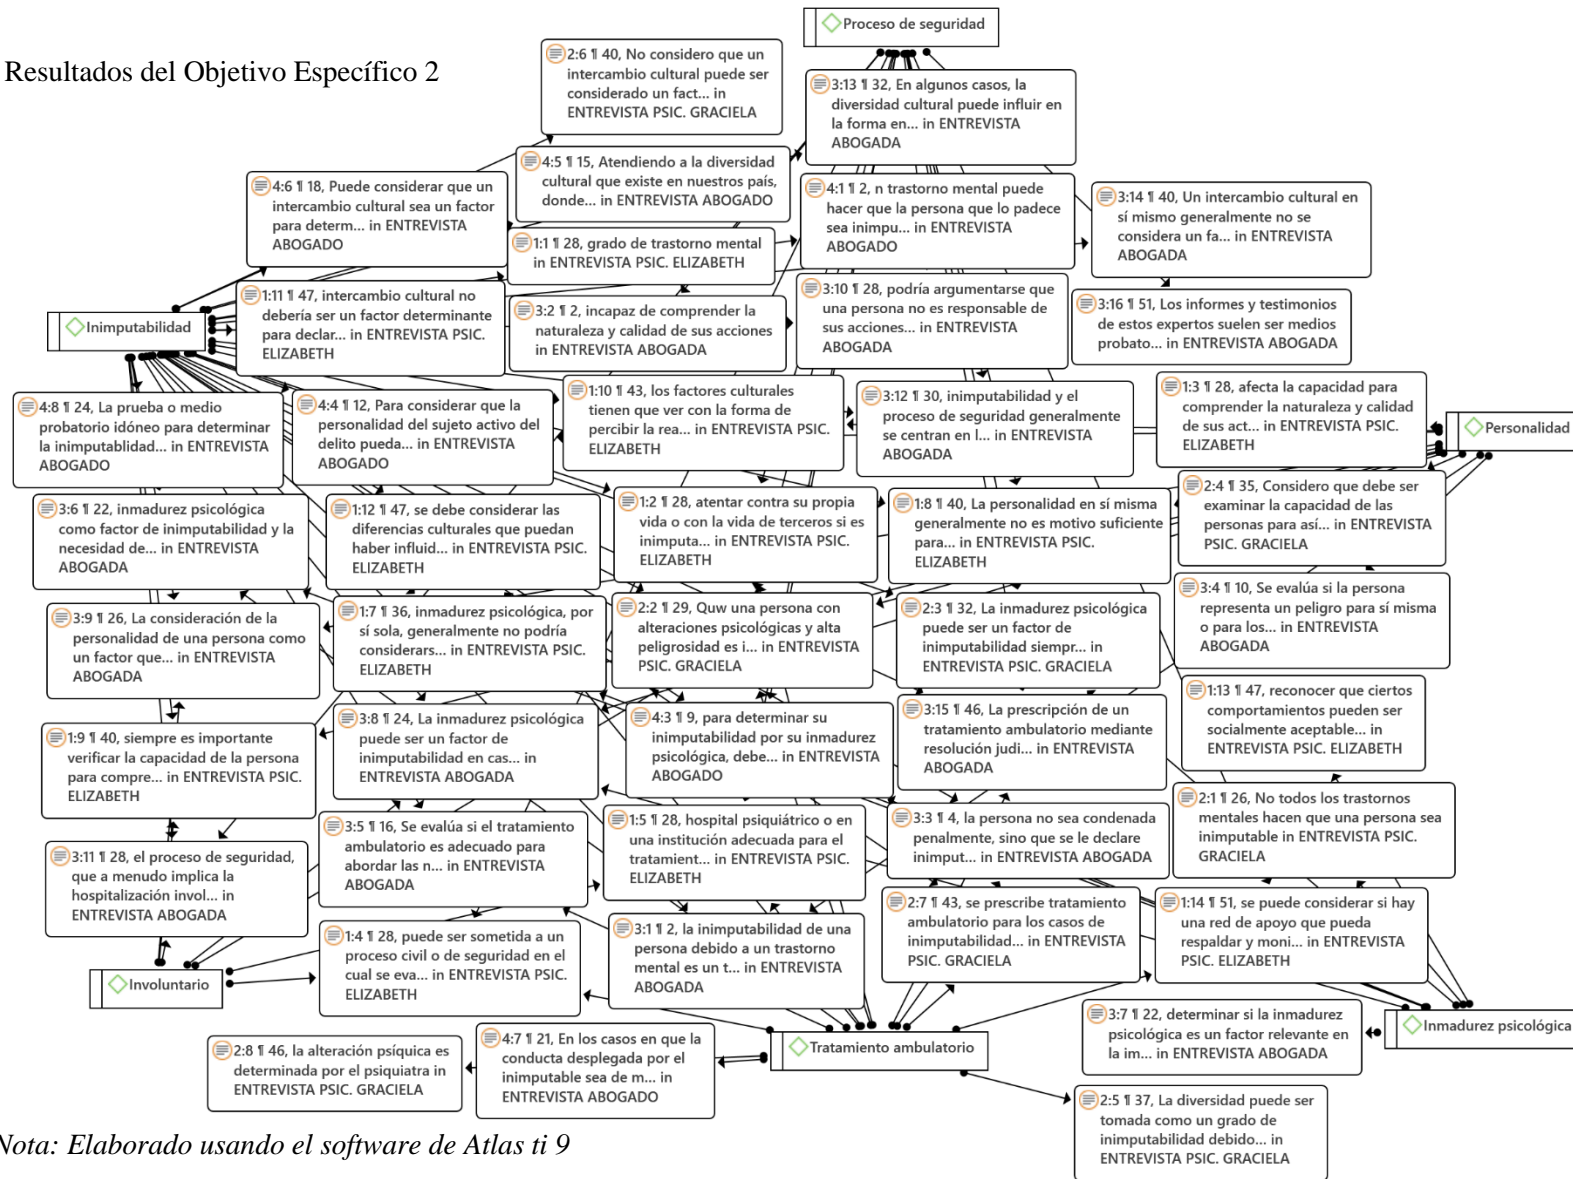 Proceso de seguridad
Resultados del Objetivo Específico 2
2:6 ¶ 40, No considero que un
intercambio cultural puede ser
considerado un fact... in
ENTREVISTA PSIC. GRACIELA
3:13 ¶ 32, En algunos casos, la
diversidad cultural puede influir en
la forma en... in ENTREVISTA
ABOGADA
4:5 ¶ 15, Atendiendo a la diversidad
cultural que existe en nuestro país,
donde... in ENTREVISTA ABOGADO
4:6 ¶ 18, Puede considerar que un
intercambio cultural sea un factor
para determ... in ENTREVISTA
ABOGADO
4:1 ¶ 2, n trastorno mental puede
hacer que la persona que lo padece
sea inimpu... in ENTREVISTA
ABOGADO
3:14 ¶ 40, Un intercambio cultural en
sí mismo generalmente no se
considera un fa... in ENTREVISTA
ABOGADA
1:1 ¶ 28, grado de trastorno mental
in ENTREVISTA PSIC. ELIZABETH
Inimputabilidad
1:11 ¶ 47, intercambio cultural no
debería ser un factor determinante
para declar... in ENTREVISTA PSIC.
ELIZABETH
3:2 ¶ 2, incapaz de comprender la
naturaleza y calidad de sus acciones
in ENTREVISTA ABOGADA
3:10 ¶ 28, podría argumentarse que
una persona no es responsable de
sus acciones... in ENTREVISTA
ABOGADA
3:16 ¶ 51, Los informes y testimonios
de estos expertos suelen ser medios
probato... in ENTREVISTA ABOGADA
4:8 ¶ 24, La prueba o medio
probatorio idóneo para determinar
la inimputablidad... in ENTREVISTA
ABOGADO
4:4 ¶ 12, Para considerar que la
personalidad del sujeto activo del
delito pueda... in ENTREVISTA
ABOGADO
1:10 ¶ 43, los factores culturales
tienen que ver con la forma de
percibir la rea... in ENTREVISTA PSIC.
ELIZABETH
3:12 ¶ 30, inimputabilidad y el
proceso de seguridad generalmente
se centran en l... in ENTREVISTA
ABOGADA
1:3 ¶ 28, afecta la capacidad para
comprender la naturaleza y calidad
de sus act... in ENTREVISTA PSIC.
ELIZABETH
Personalidad
3:6 ¶ 22, inmadurez psicológica
como factor de inimputabilidad y la
necesidad de... in ENTREVISTA
ABOGADA
1:12 ¶ 47, se debe considerar las
diferencias culturales que puedan
haber influid... in ENTREVISTA PSIC.
ELIZABETH
1:2 ¶ 28, atentar contra su propia
vida o con la vida de terceros si es
inimputa... in ENTREVISTA PSIC.
ELIZABETH
1:8 ¶ 40, La personalidad en sí misma
generalmente no es motivo suficiente
para... in ENTREVISTA PSIC.
ELIZABETH
2:4 ¶ 35, Considero que debe ser
examinar la capacidad de las
personas para así... in ENTREVISTA
PSIC. GRACIELA
3:9 ¶ 26, La consideración de la
personalidad de una persona como
un factor que... in ENTREVISTA
ABOGADA
1:7 ¶ 36, inmadurez psicológica, por
sí sola, generalmente no podría
considerars... in ENTREVISTA PSIC.
ELIZABETH
2:2 ¶ 29, Quw una persona con
alteraciones psicológicas y alta
peligrosidad es i... in ENTREVISTA
PSIC. GRACIELA
2:3 ¶ 32, La inmadurez psicológica
puede ser un factor de
inimputabilidad siempr... in
ENTREVISTA PSIC. GRACIELA
3:4 ¶ 10, Se evalúa si la persona
representa un peligro para sí misma
o para los... in ENTREVISTA
ABOGADA
1:9 ¶ 40, siempre es importante
verificar la capacidad de la persona
para compre... in ENTREVISTA PSIC.
ELIZABETH
3:8 ¶ 24, La inmadurez psicológica
puede ser un factor de
inimputabilidad en cas... in
ENTREVISTA ABOGADA
4:3 ¶ 9, para determinar su
inimputabilidad por su inmadurez
psicológica, debe... in ENTREVISTA
ABOGADO
3:15 ¶ 46, La prescripción de un
tratamiento ambulatorio mediante
resolución judi... in ENTREVISTA
ABOGADA
1:13 ¶ 47, reconocer que ciertos
comportamientos pueden ser
socialmente aceptable... in
ENTREVISTA PSIC. ELIZABETH
3:11 ¶ 28, el proceso de seguridad,
que a menudo implica la
hospitalización invol... in
ENTREVISTA ABOGADA
3:5 ¶ 16, Se evalúa si el tratamiento
ambulatorio es adecuado para
abordar las n... in ENTREVISTA
ABOGADA
1:5 ¶ 28, hospital psiquiátrico o en
una institución adecuada para el
tratamient... in ENTREVISTA PSIC.
ELIZABETH
3:3 ¶ 4, la persona no sea condenada
penalmente, sino que se le declare
inimput... in ENTREVISTA ABOGADA
2:1 ¶ 26, No todos los trastornos
mentales hacen que una persona sea
inimputable in ENTREVISTA PSIC.
GRACIELA
Involuntario
1:4 ¶ 28, puede ser sometida a un
proceso civil o de seguridad en el
cual se eva... in ENTREVISTA PSIC.
ELIZABETH
3:1 ¶ 2, la inimputabilidad de una
persona debido a un trastorno
mental es un t... in ENTREVISTA
ABOGADA
2:7 ¶ 43, se prescribe tratamiento
ambulatorio para los casos de
inimputabilidad... in ENTREVISTA
PSIC. GRACIELA
1:14 ¶ 51, se puede considerar si hay
una red de apoyo que pueda
respaldar y moni... in ENTREVISTA
PSIC. ELIZABETH
2:8 ¶ 46, la alteración psíquica es
determinada por el psiquiatra in
ENTREVISTA PSIC. GRACIELA
4:7 ¶ 21, En los casos en que la
conducta desplegada por el
inimputable sea de m... in
ENTREVISTA ABOGADO
Tratamiento ambulatorio
3:7 ¶ 22, determinar si la inmadurez
psicológica es un factor relevante en
la im... in ENTREVISTA ABOGADA
Inmadurez psicológica
2:5 ¶ 37, La diversidad puede ser
tomada como un grado de
inimputabilidad debido... in
ENTREVISTA PSIC. GRACIELA
Nota: Elaborado usando el software de Atlas ti 9